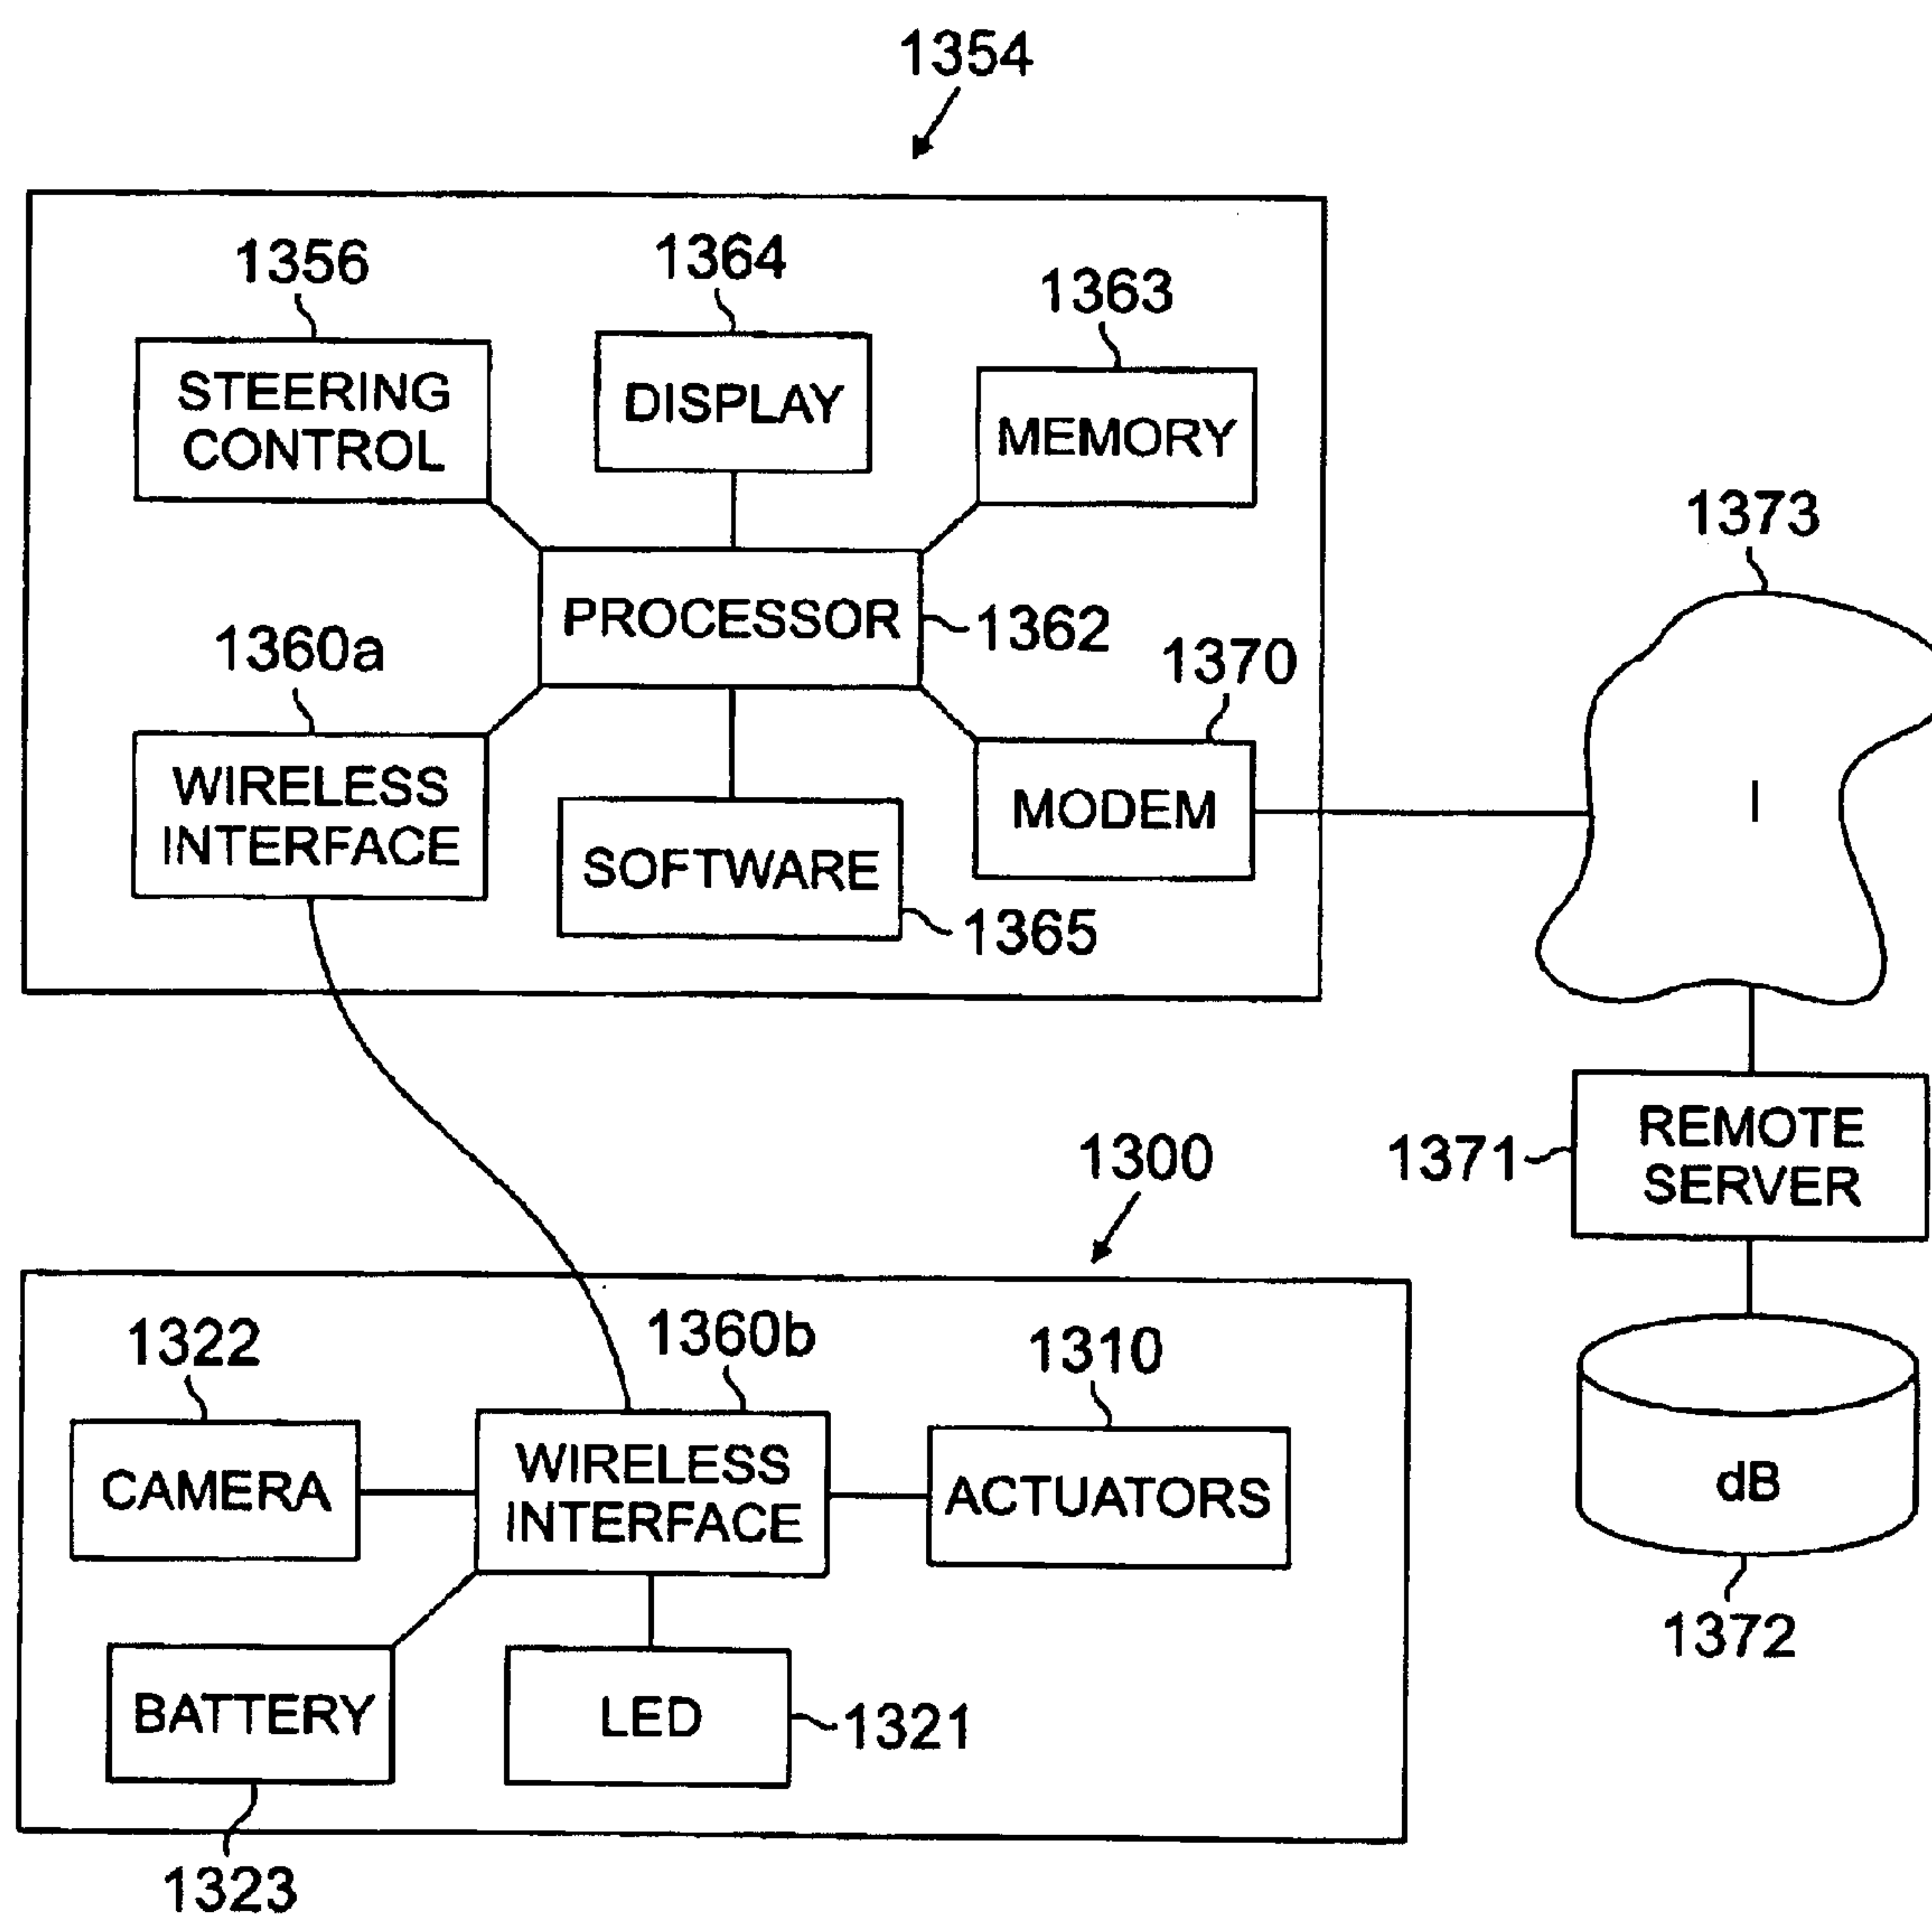 1354
1356
1364
1363
STEERING
CONTROL
DISPLAY
MEMORY
1373
PROCESSOR
1362
1360a
1370
WIRELESS
INTERFACE
MODEM
I
SOFTWARE
1365
1300
1371
REMOTE
SERVER
1322
1360b
1310
CAMERA
WIRELESS
INTERFACE
ACTUATORS
dB
1372
BATTERY
LED
1321
1323